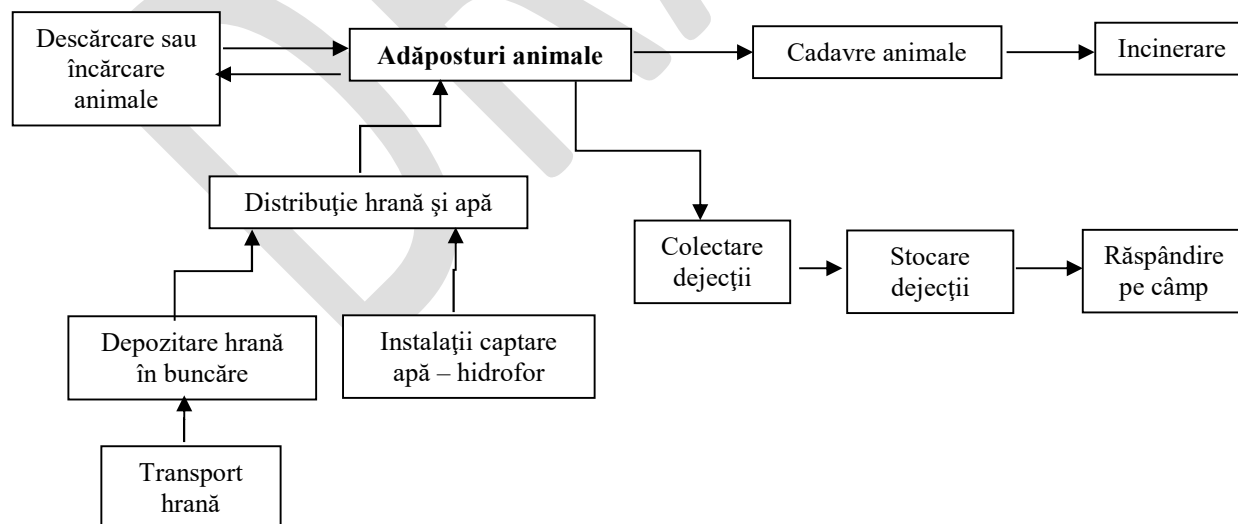 Descărcare sau
încărcare
animale
Adăposturi animale
Cadavre animale
Incinerare
Distribuţie hrană şi apă
Colectare
dejecţii
Stocare
dejecţii
Răspândire
pe câmp
Depozitare hrană
în buncăre
Instalaţii captare
apă – hidrofor
Transport
hrană